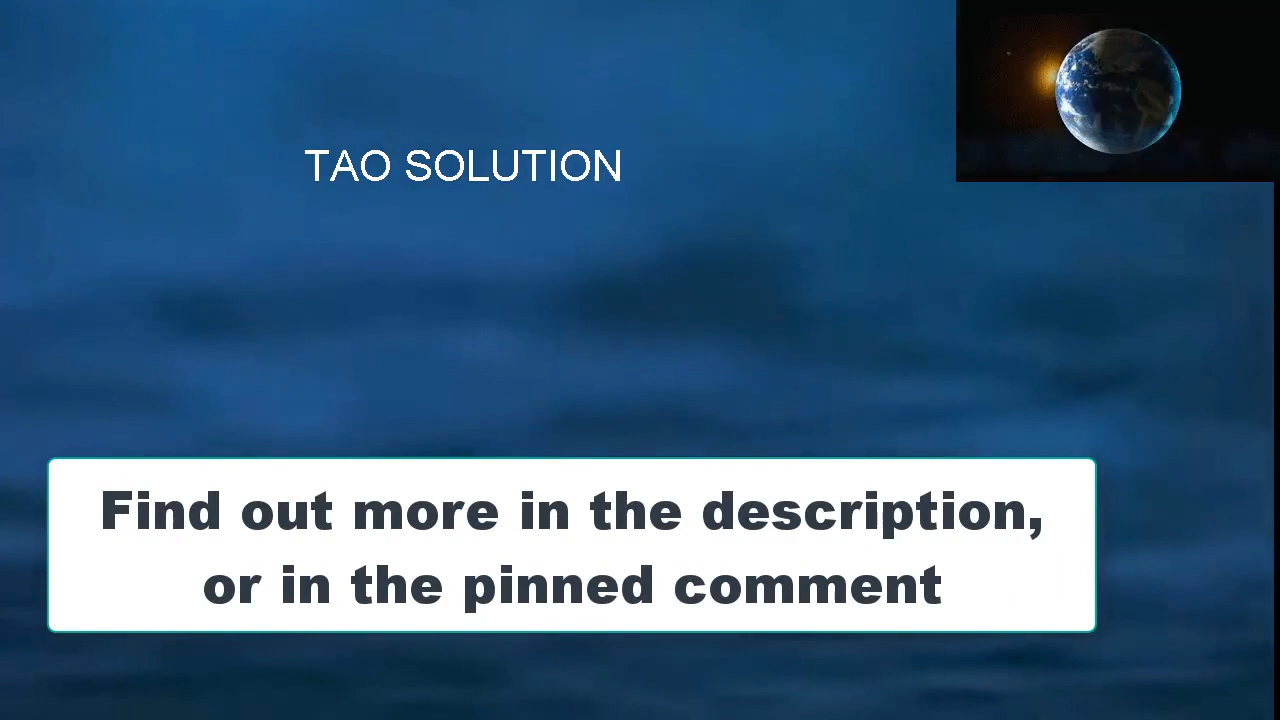 TAO SOLUTION
Find out more in the description,
or in the pinned comment